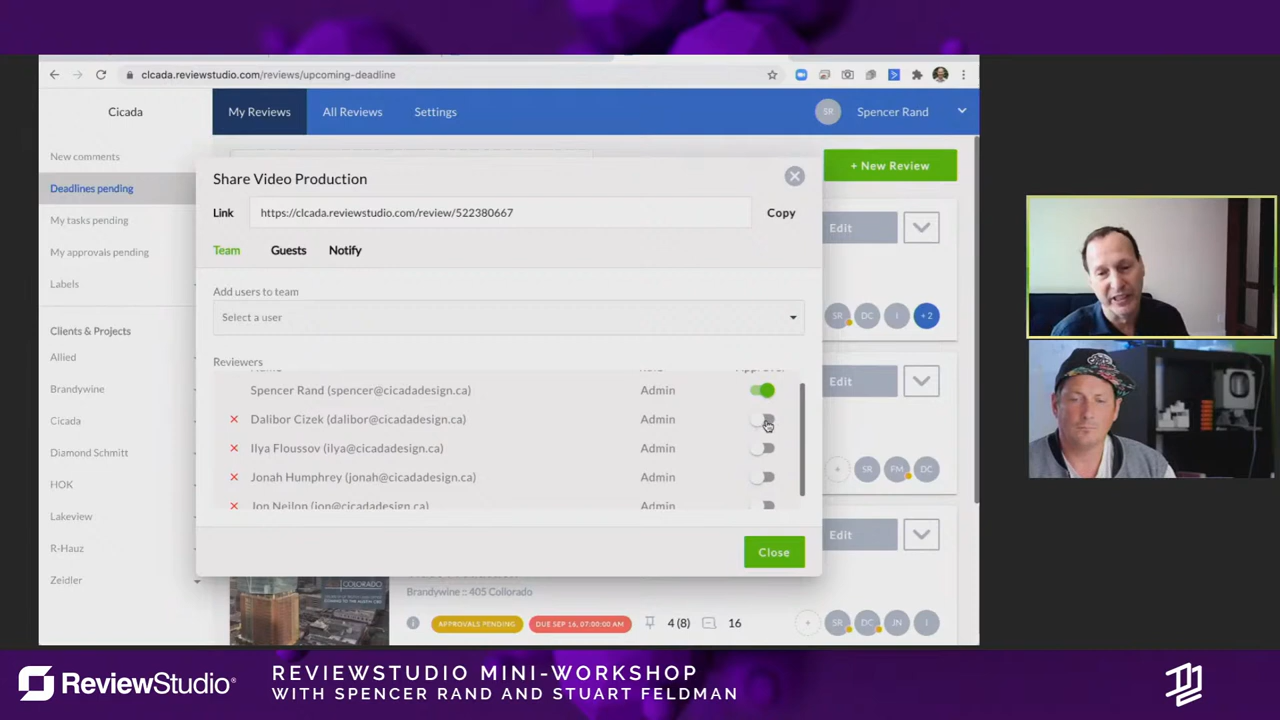 clcada.reviewstudio.com/reviews/upcoming-deadline
Cicada
My Reviews
All Reviews
Settings
SR
Spencer Rand
New comments
Deadlines pending
My tasks pending
My approvals pending
Labels
Clients & Projects
Allied
Brandywine
Cicada
Diamond Schmitt
HOK
Lakeview
R-Hauz
Zeidler
+ New Review
Share Video Production
Link
https://clcada.reviewstudio.com/review/522380667
Copy
Team
Guests
Notify
Add users to team
Select a user
Reviewers
Spencer Rand (spencer@cicadadesign.ca)
Admin
Dalibor Cizek (dalibor@cicadadesign.ca)
Admin
Ilya Floussov (ilya@cicadadesign.ca)
Admin
Jonah Humphrey (jonah@cicadadesign.ca)
Admin
Jon Neilon (jon@cicadadesign.ca)
Admin
Close
Edit
SR DC I +2
Edit
+ SR FM DC
Edit
COLORADO
Brandywine :: 405 Collorado
APPROVALS PENDING
DUE SEP 16, 07:00:00 AM
4 (8)
16
+ SR DC JN I
ReviewStudio®
REVIEWSTUDIO MINI-WORKSHOP
WITH SPENCER RAND AND STUART FELDMAN